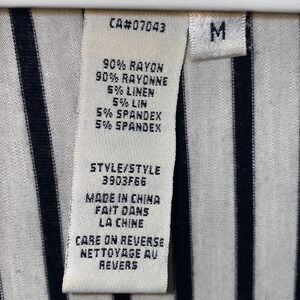 CA#07043
M
90% RAYON
90% RAYONNE
5% LINEN
5% LIN
5% SPANDEX
5% SPANDEX
STYLE/STYLE
3903F66
MADE IN CHINA
FAIT DANS
LA CHINE
CARE ON REVERSE
NETTOYAGE AU
REVERS